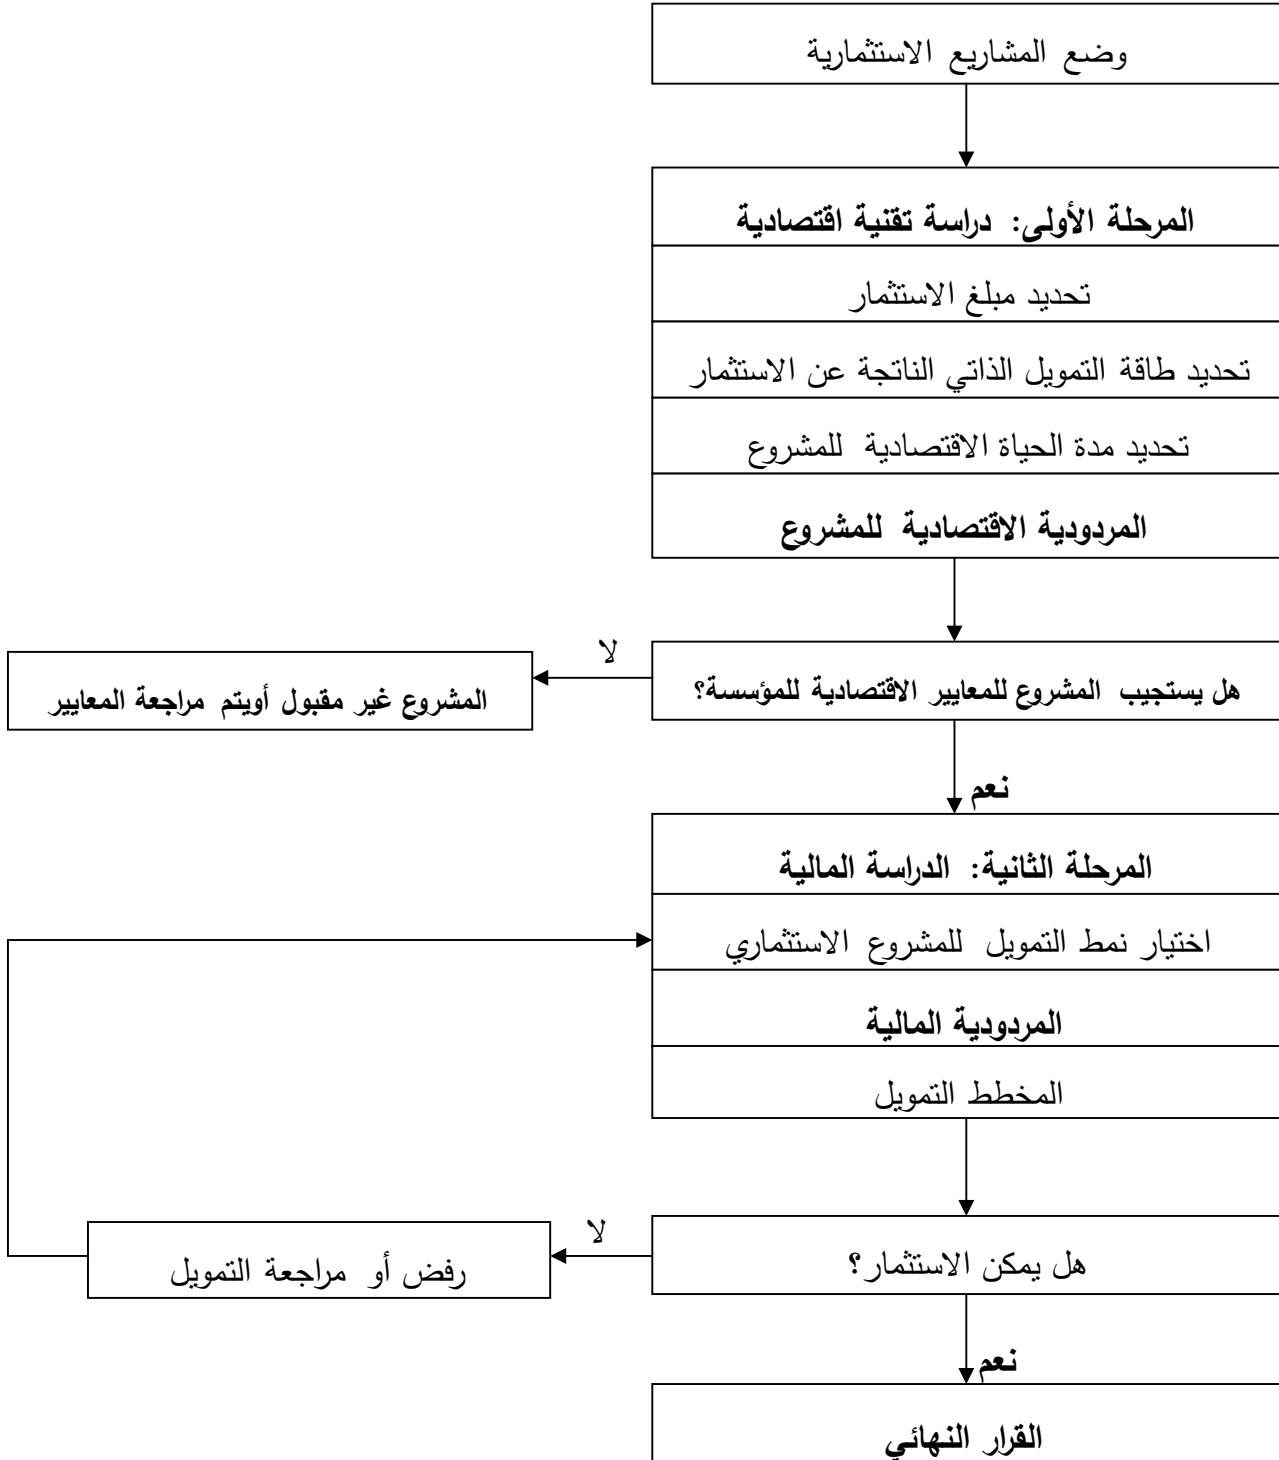 وضع المشاريع الاستثمارية
المرحلة الأولى: دراسة تقنية اقتصادية
تحديد مبلغ الاستثمار
تحديد طاقة التمويل الذاتي الناتجة عن الاستثمار
تحديد مدة الحياة الاقتصادية للمشروع
المردودية الاقتصادية للمشروع
هل يستجيب المشروع للمعايير الاقتصادية للمؤسسة؟
لا
المشروع غير مقبول أويتم مراجعة المعايير
نعم
المرحلة الثانية: الدراسة المالية
اختيار نمط التمويل للمشروع الاستثماري
المردودية المالية
المخطط التمويل
هل يمكن الاستثمار؟
لا
رفض أو مراجعة التمويل
نعم
القرار النهائي